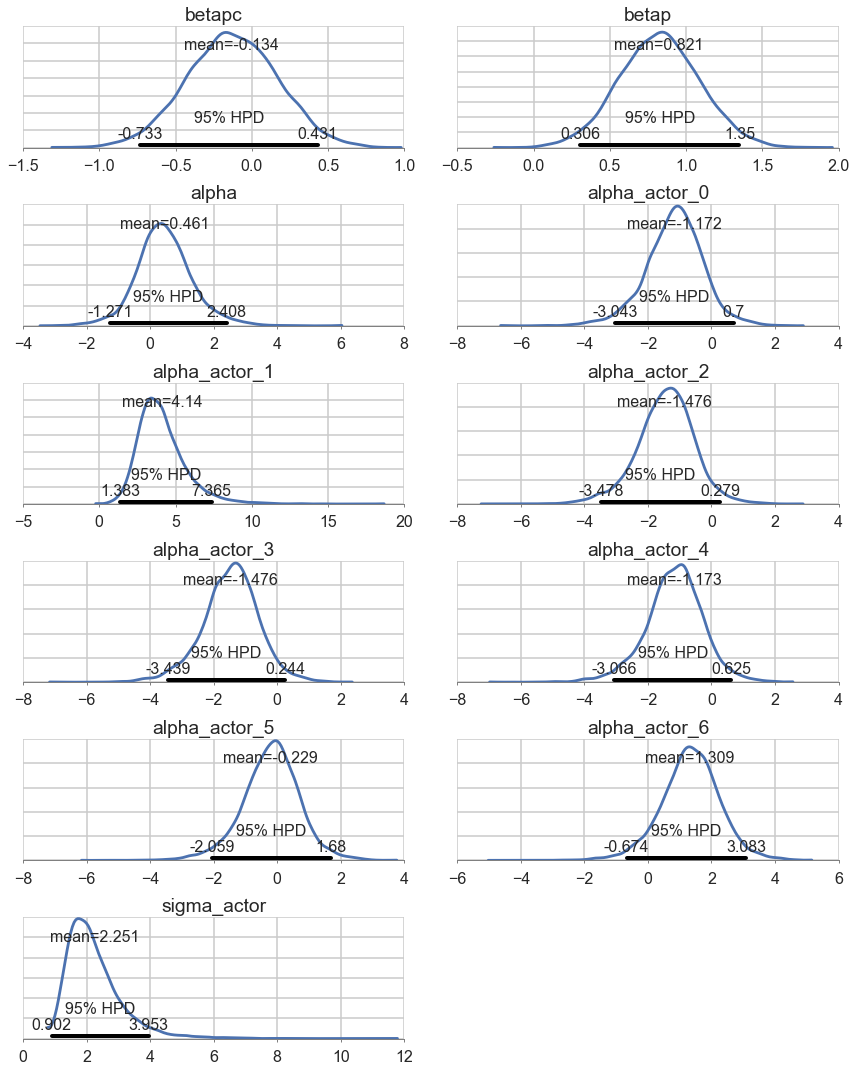 betapc
mean=-0.134
95% HPD
-0.733 0.431
−1.5 −1.0 −0.5 0.0 0.5 1.0
betap
mean=0.821
95% HPD
0.306 1.35
−0.5 0.0 0.5 1.0 1.5 2.0
alpha
mean=0.461
95% HPD
-1.271 2.408
−4 −2 0 2 4 6 8
alpha_actor_0
mean=-1.172
95% HPD
-3.043 0.7
−8 −6 −4 −2 0 2 4
alpha_actor_1
mean=4.14
95% HPD
1.383 7.365
−5 0 5 10 15 20
alpha_actor_2
mean=-1.476
95% HPD
-3.478 0.279
−8 −6 −4 −2 0 2 4
alpha_actor_3
mean=-1.476
95% HPD
-3.439 0.244
−8 −6 −4 −2 0 2 4
alpha_actor_4
mean=-1.173
95% HPD
-3.066 0.625
−8 −6 −4 −2 0 2 4
alpha_actor_5
mean=-0.229
95% HPD
-2.059 1.68
−8 −6 −4 −2 0 2 4
alpha_actor_6
mean=1.309
95% HPD
-0.674 3.083
−6 −4 −2 0 2 4 6
sigma_actor
mean=2.251
95% HPD
0.902 3.953
0 2 4 6 8 10 12